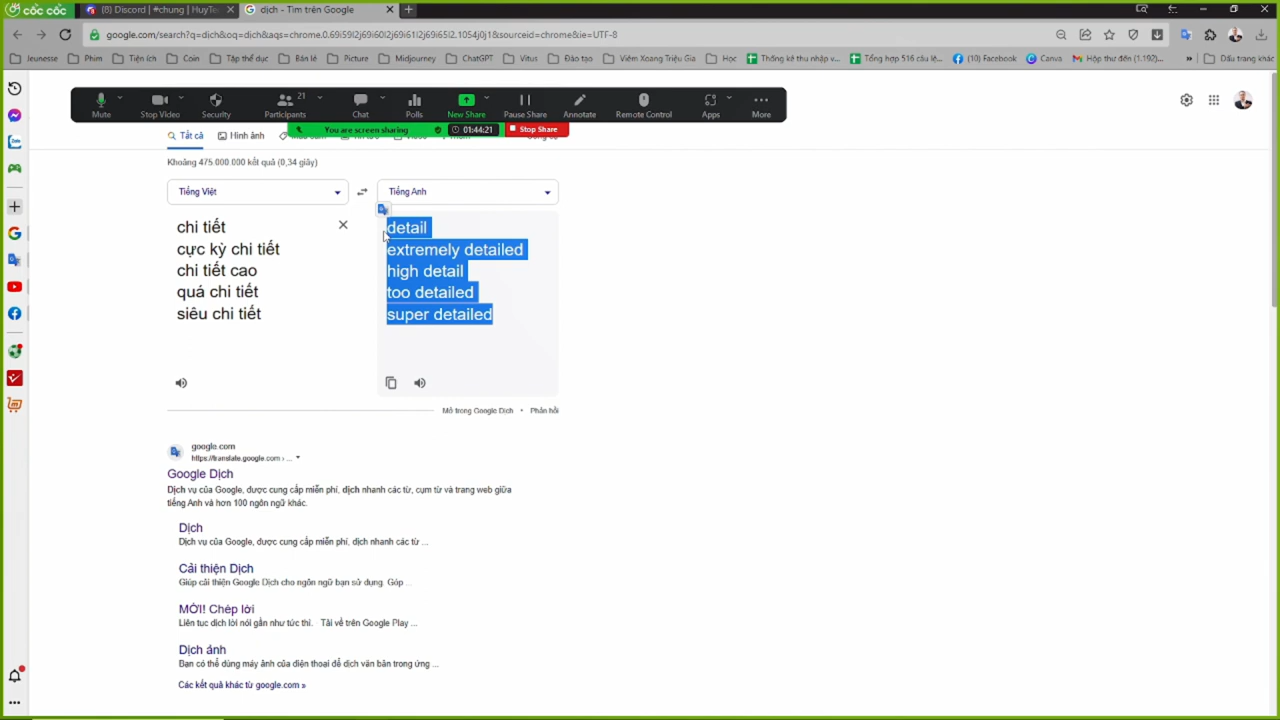 cốc cốc
(8) Discord | #chung | HuyTe
dịch - Tìm trên Google
google.com/search?q=dich&oq=dich&aqs=chrome.0.69i59l2j69i60l2j69i61l2j69i65l2.1054j0j1&sourceid=chrome&ie=UTF-8
Jeunesse
Phim
Tiện ích
Coin
Tập thể dục
Bán lẻ
Picture
Midjourney
ChatGPT
Virtus
Đào tạo
Viêm Xoang Triệu Gia
Học
Thống kê thu nhập v...
Tổng hợp 516 câu lệ...
(10) Facebook
Canva
Hộp thư đến (1.192)...
Dấu trang khác
Mute
Stop Video
Security
21
Participants
Chat
Polls
New Share
Pause Share
Annotate
Remote Control
Apps
More
You are screen sharing
01:44:21
Stop Share
Tất cả
Hình ảnh
Khoảng 475.000.000 kết quả (0,34 giây)
Tiếng Việt
Tiếng Anh
chi tiết
cực kỳ chi tiết
chi tiết cao
quá chi tiết
siêu chi tiết
detail
extremely detailed
high detail
too detailed
super detailed
Mở trong Google Dịch • Phản hồi
google.com
https://translate.google.com › ...
Google Dịch
Dịch vụ của Google, được cung cấp miễn phí, dịch nhanh các từ, cụm từ và trang web giữa
tiếng Anh và hơn 100 ngôn ngữ khác.
Dịch
Dịch vụ của Google, được cung cấp miễn phí, dịch nhanh các từ ...
Cải thiện Dịch
Giúp cải thiện Google Dịch cho ngôn ngữ bạn sử dụng. Góp ...
MỚI! Chép lời
Liên tục dịch lời nói gần như tức thì. Tải về trên Google Play ...
Dịch ảnh
Bạn có thể dùng máy ảnh của điện thoại để dịch văn bản trong ứng ...
Các kết quả khác từ google.com »